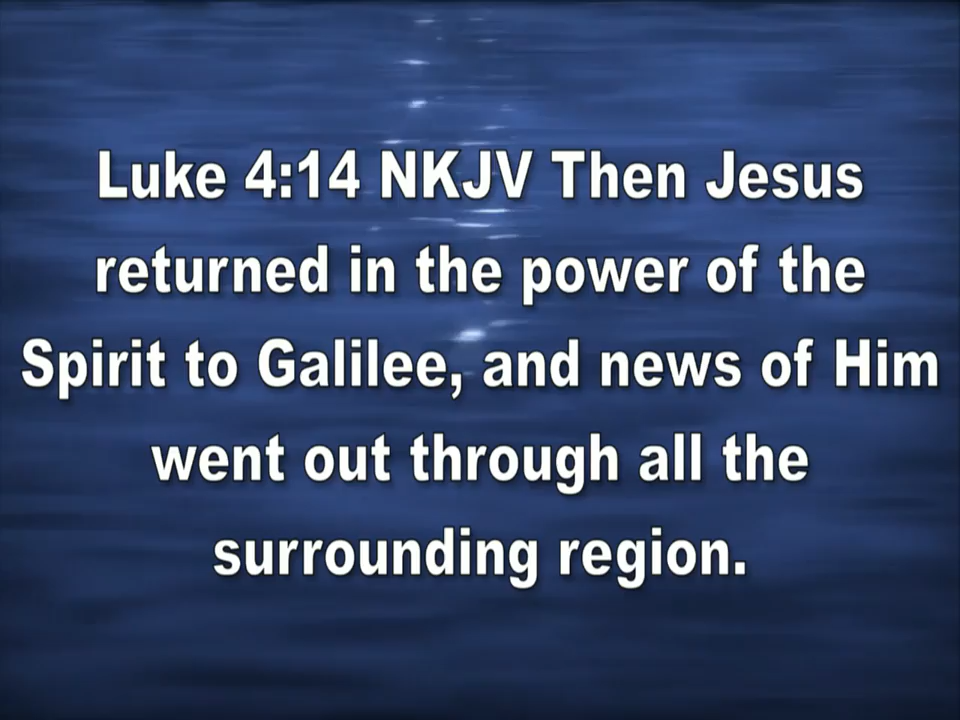 Luke 4:14 NKJV Then Jesus
returned in the power of the
Spirit to Galilee, and news of Him
went out through all the
surrounding region.